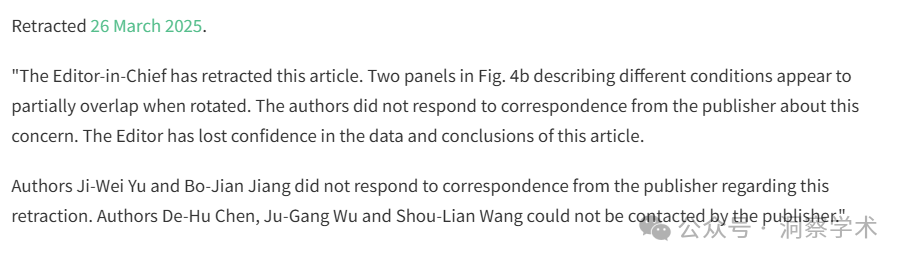 Retracted 26 March 2025.
"The Editor-in-Chief has retracted this article. Two panels in Fig. 4b describing different conditions appear to
partially overlap when rotated. The authors did not respond to correspondence from the publisher about this
concern. The Editor has lost confidence in the data and conclusions of this article.
Authors Ji-Wei Yu and Bo-Jian Jiang did not respond to correspondence from the publisher regarding this
retraction. Authors De-Hu Chen, Ju-Gang Wu and Shou-Lian Wang could not be contacted by the publisher."
公众号 · 洞察学术